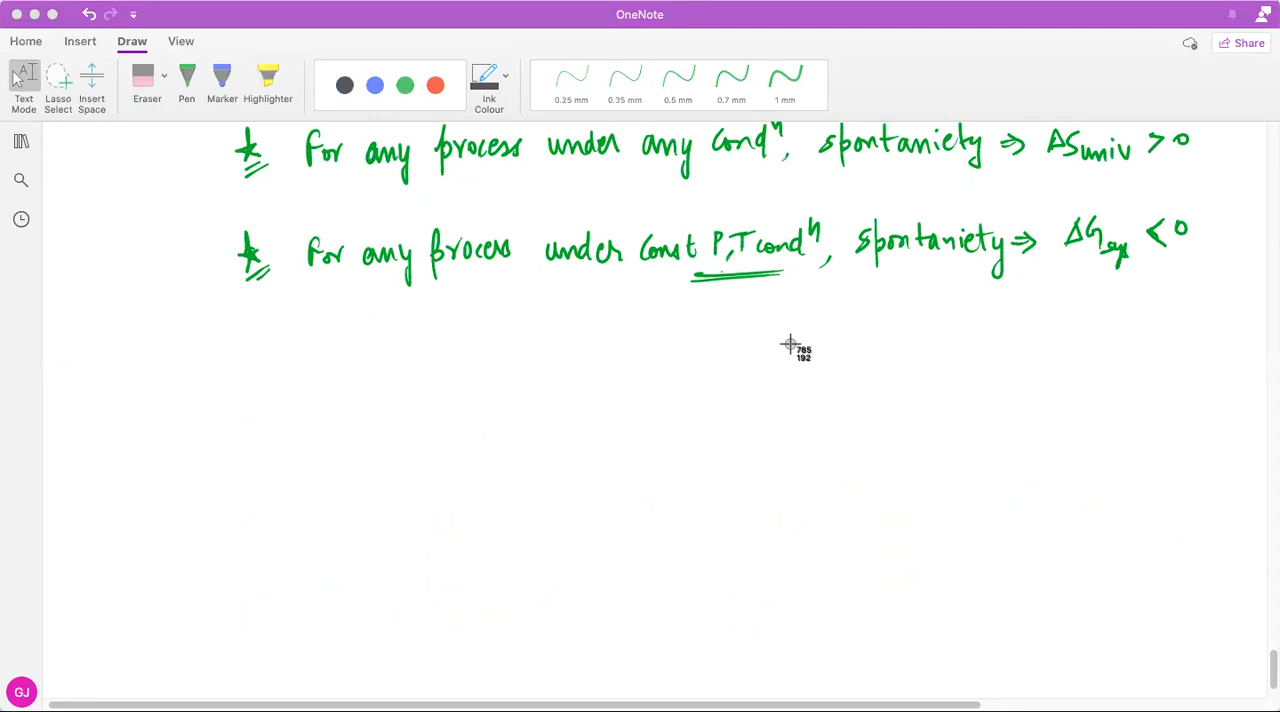 OneNote
Home Insert Draw View
Share
Text Mode
Lasso Select
Insert Space
Eraser
Pen
Marker
Highlighter
Ink Colour
0.25 mm
0.35 mm
0.5 mm
0.7 mm
1 mm
★ For any process under any condⁿ, spontaniety ⇒ ΔSuniv > 0
★ For any process under const P,T condⁿ, spontaniety ⇒ ΔGsys < 0
785
192
GJ